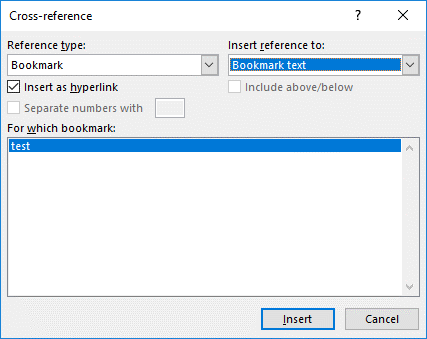 Cross-reference ? ×
Reference type: Insert reference to:
Bookmark Bookmark text
Insert as hyperlink Include above/below
Separate numbers with
For which bookmark:
test
Insert Cancel